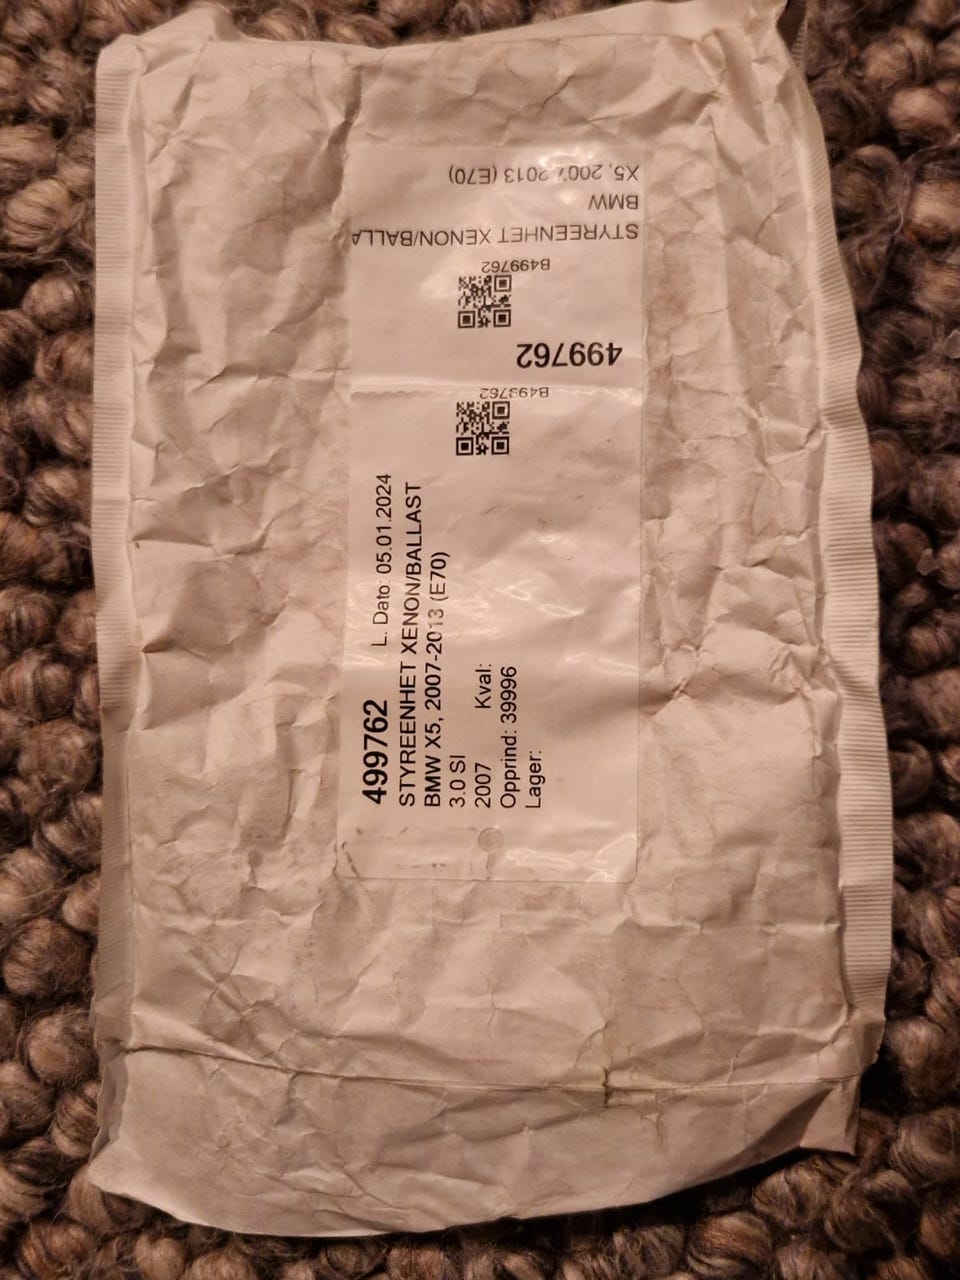 X5, 2007-2013 (E70)
BMW
STYREENHET XENON/BALLA
B499762
499762
B499762
499762 L. Dato: 05.01.2024
STYREENHET XENON/BALLAST
BMW X5, 2007-2013 (E70)
3.0 SI
2007 Kval:
Opprind: 39996
Lager: